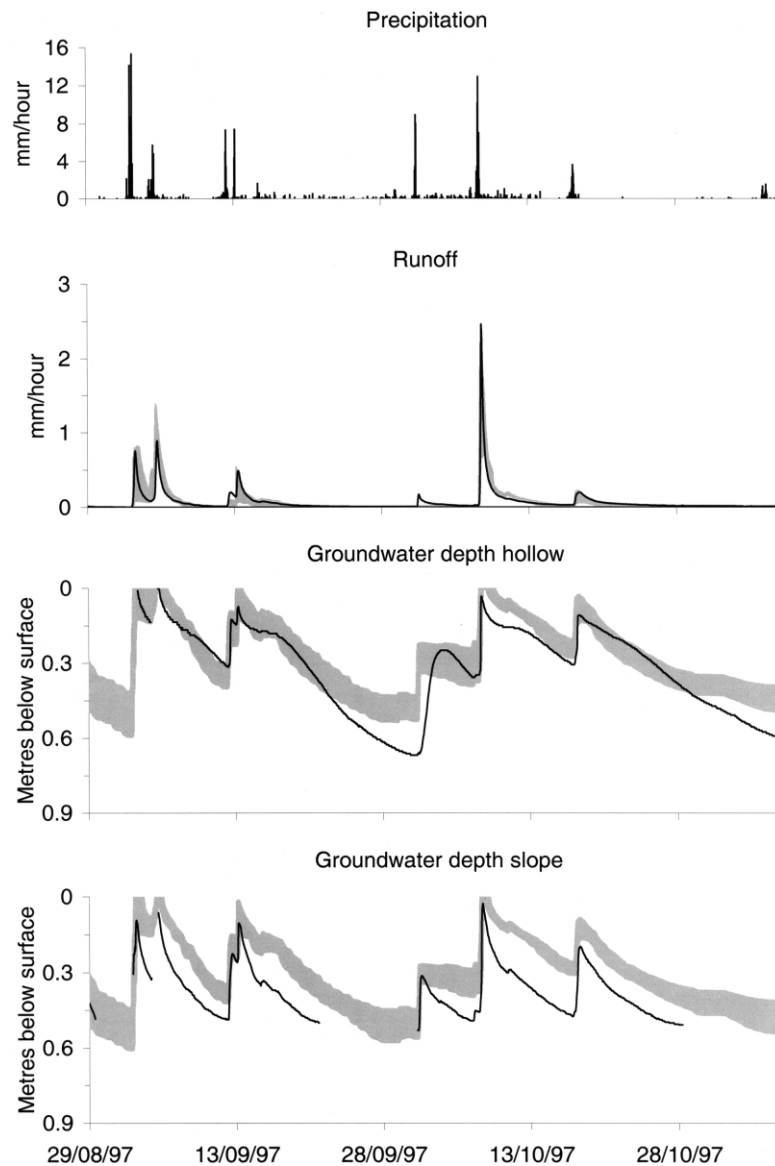 Precipitation
16
12
8
4
0
mm/hour
Runoff
3
2
1
0
mm/hour
Groundwater depth hollow
0
0.3
0.6
0.9
Metres below surface
Groundwater depth slope
0
0.3
0.6
0.9
Metres below surface
29/08/97 13/09/97 28/09/97 13/10/97 28/10/97